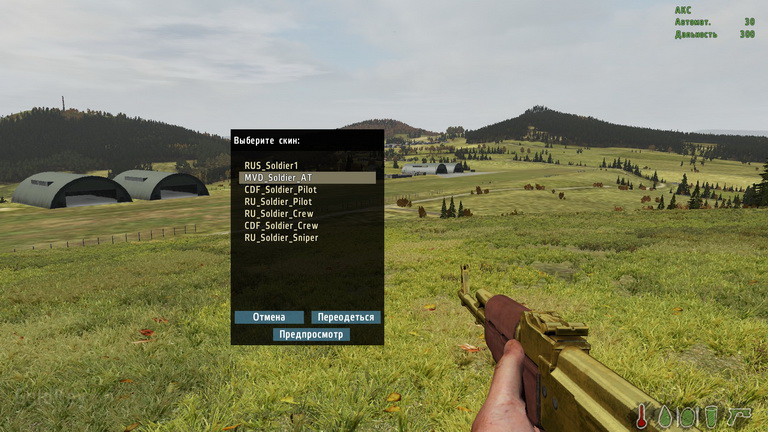 АКС
Автомат. 30
Дальность 300
Выберите скин:
RUS_Soldier1
MVD_Soldier_AT
CDF_Soldier_Pilot
RU_Soldier_Pilot
RU_Soldier_Crew
CDF_Soldier_Crew
RU_Soldier_Sniper
Отмена Переодеться
Предпросмотр